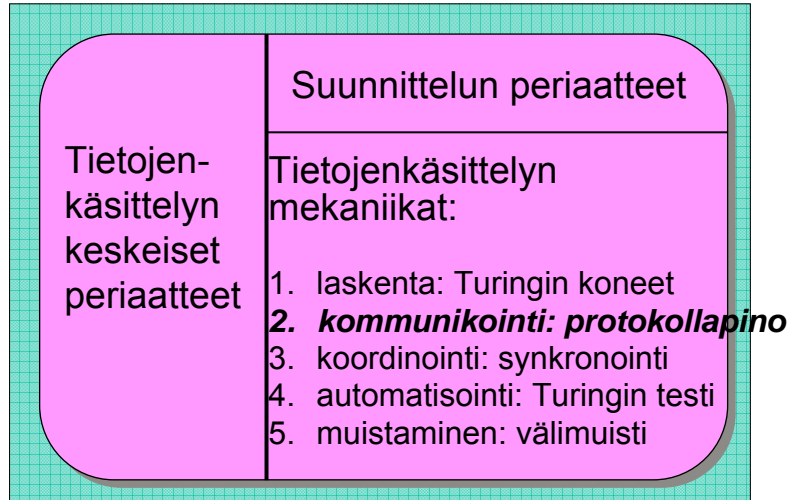 Tietojen-
käsittelyn
keskeiset
periaatteet
Suunnittelun periaatteet
Tietojenkäsittelyn
mekaniikat:
1. laskenta: Turingin koneet
2. kommunikointi: protokollapino
3. koordinointi: synkronointi
4. automatisointi: Turingin testi
5. muistaminen: välimuisti